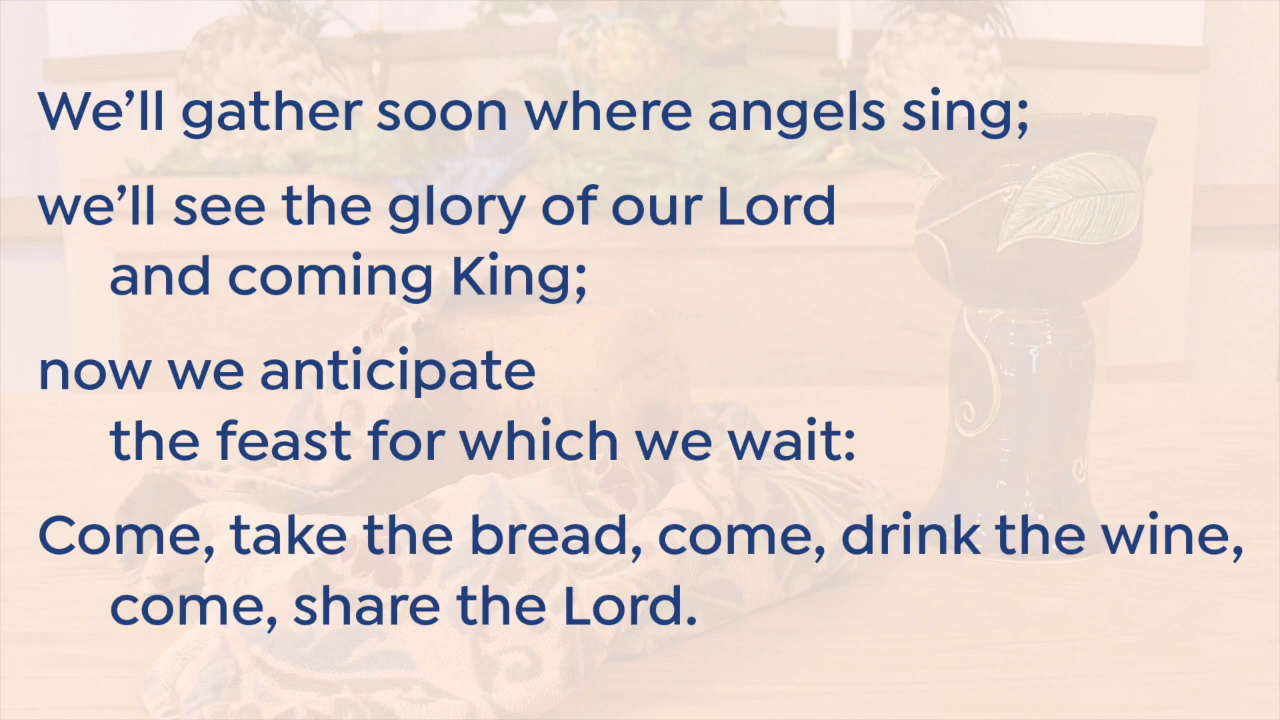 We’ll gather soon where angels sing;
we’ll see the glory of our Lord
and coming King;
now we anticipate
the feast for which we wait:
Come, take the bread, come, drink the wine,
come, share the Lord.